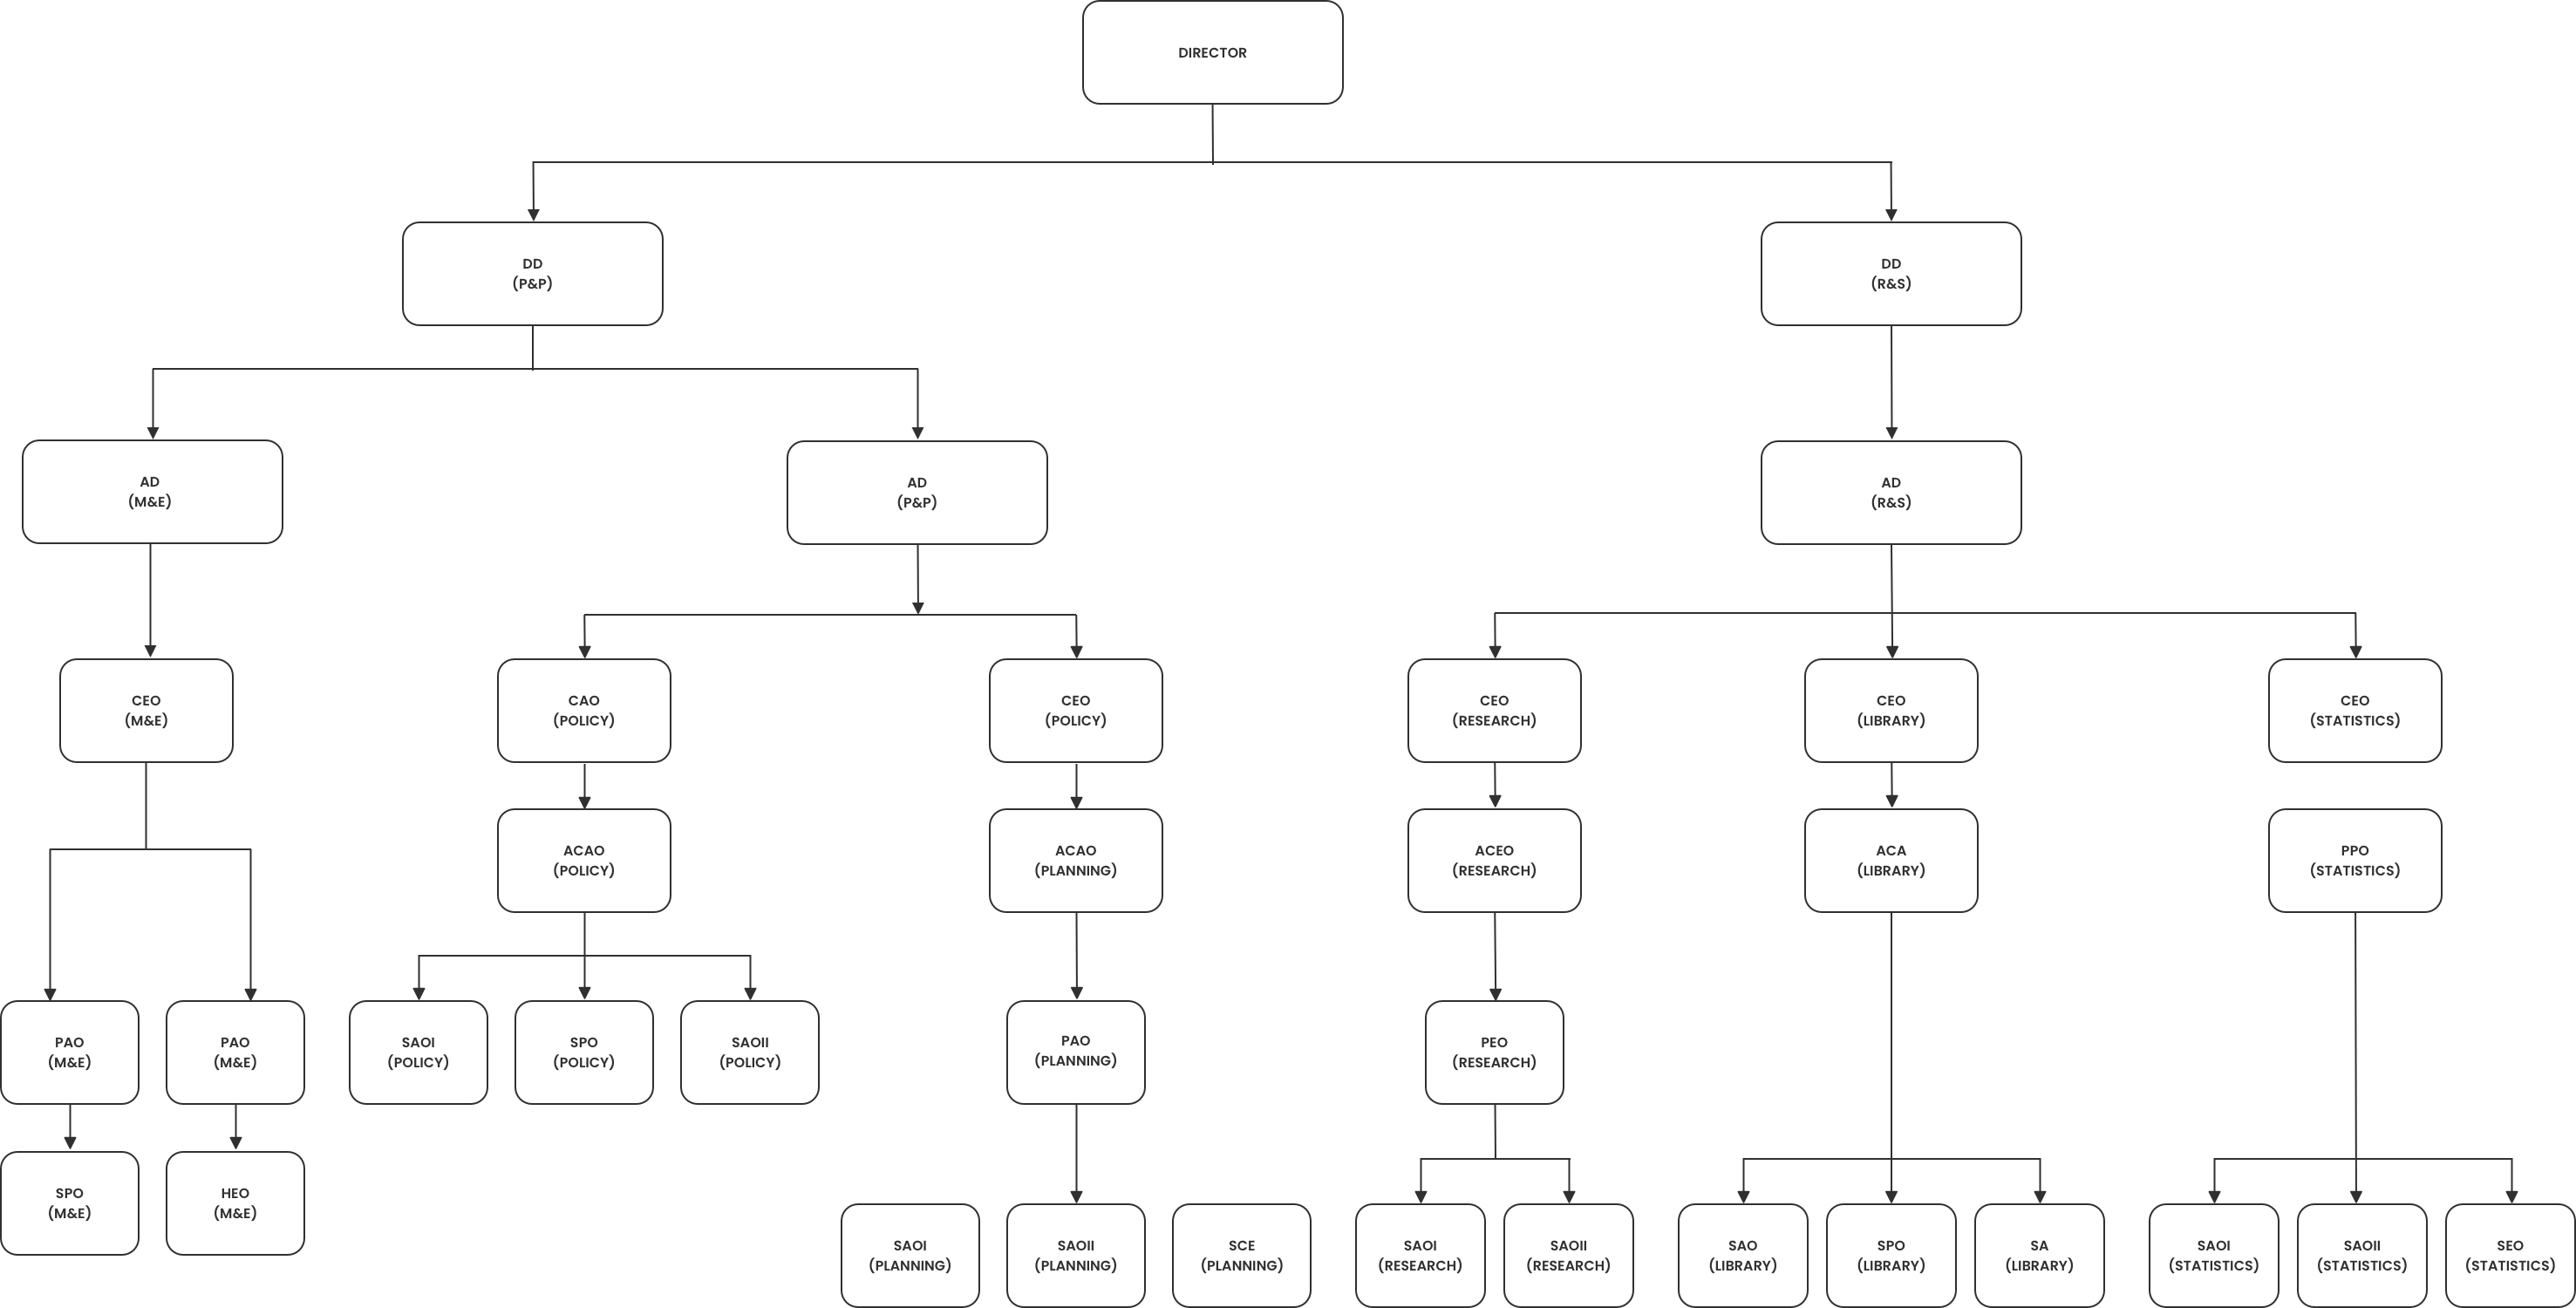 DIRECTOR
DD
(P&P)
DD
(R&S)
AD
(M&E)
AD
(P&P)
AD
(R&S)
CEO
(M&E)
CAO
(POLICY)
CEO
(POLICY)
CEO
(RESEARCH)
CEO
(LIBRARY)
CEO
(STATISTICS)
ACAO
(POLICY)
ACAO
(PLANNING)
ACEO
(RESEARCH)
ACA
(LIBRARY)
PPO
(STATISTICS)
PAO
(M&E)
PAO
(M&E)
SAOI
(POLICY)
SPO
(POLICY)
SAOII
(POLICY)
PAO
(PLANNING)
PEO
(RESEARCH)
SPO
(M&E)
HEO
(M&E)
SAOI
(PLANNING)
SAOII
(PLANNING)
SCE
(PLANNING)
SAOI
(RESEARCH)
SAOII
(RESEARCH)
SAO
(LIBRARY)
SPO
(LIBRARY)
SA
(LIBRARY)
SAOI
(STATISTICS)
SAOII
(STATISTICS)
SEO
(STATISTICS)